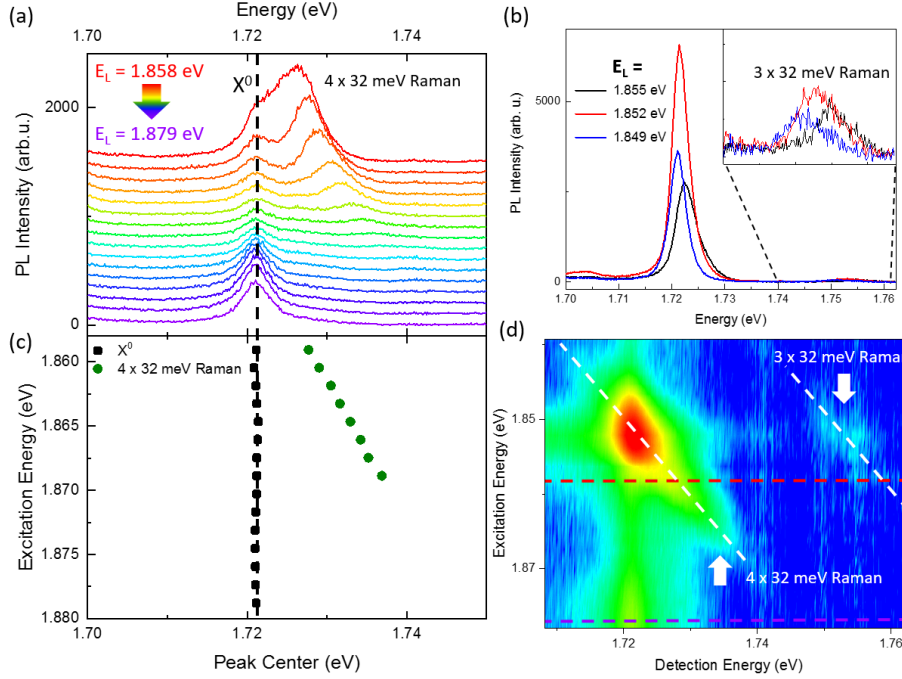 (a)
Energy (eV)
1.70 1.72 1.74
E_L = 1.858 eV
X⁰
4 x 32 meV Raman
E_L = 1.879 eV
PL Intensity (arb.u.)
2000
1000
0
(b)
PL Intensity (arb. u.)
5000
0
E_L =
1.855 eV
1.852 eV
1.849 eV
3 x 32 meV Raman
1.70 1.71 1.72 1.73 1.74 1.75 1.76
Energy (eV)
(c)
X⁰
4 x 32 meV Raman
Excitation Energy (eV)
1.860
1.865
1.870
1.875
1.880
1.70 1.72 1.74
Peak Center (eV)
(d)
3 x 32 meV Raman
Excitation Energy (eV)
1.85
1.87
4 x 32 meV Raman
1.72 1.74 1.76
Detection Energy (eV)